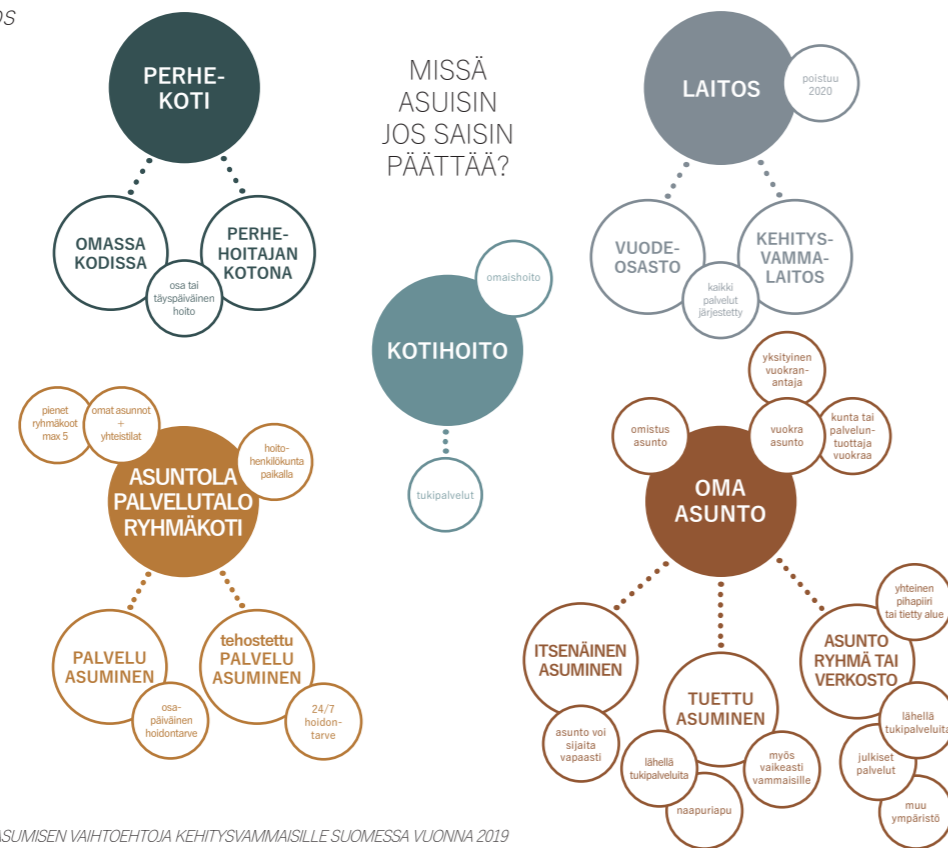 PERHE-
KOTI
OMASSA
KODISSA
PERHE-
HOITAJAN
KOTONA
osa tai
täyspäiväinen
hoito
MISSÄ
ASUISIN
JOS SAISIN
PÄÄTTÄÄ?
LAITOS
poistuu
2020
VUODE-
OSASTO
KEHITYS-
VAMMA-
LAITOS
kaikki
palvelut
järjestetty
omaishoito
KOTIHOITO
tukipalvelut
pienet
ryhmäkoot
max 5
omat asunnot
+
yhteistilat
hoito-
henkilökunta
paikalla
ASUNTOLA
PALVELUTALO
RYHMÄKOTI
PALVELU
ASUMINEN
osa-
päiväinen
hoidontarve
tehostettu
PALVELU
ASUMINEN
24/7
hoidon-
tarve
yksityinen
vuokran-
antaja
omistus
asunto
vuokra
asunto
kunta tai
palvelun-
tuottaja
vuokraa
OMA
ASUNTO
ITSENÄINEN
ASUMINEN
asunto voi
sijaita
vapaasti
TUETTU
ASUMINEN
lähellä
tukipalveluita
naapuriapu
myös
vaikeasti
vammaisille
yhteinen
pihapiiri
tai tietty alue
ASUNTO
RYHMÄ TAI
VERKOSTO
lähellä
tukipalveluita
julkiset
palvelut
muu
ympäristö
ASUMISEN VAIHTOEHTOJA KEHITYSVAMMAISILLE SUOMESSA VUONNA 2019